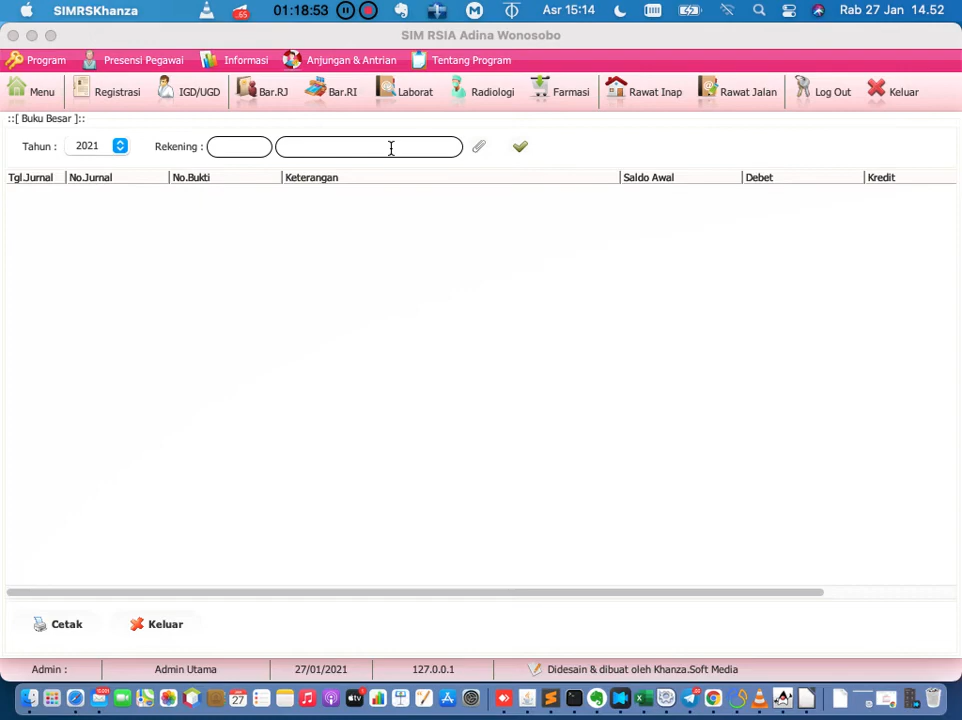 SIMRSKhanza 65 01:18:53 Asr 15:14 Rab 27 Jan 14.52
SIM RSIA Adina Wonosobo
Program Presensi Pegawai Informasi Anjungan & Antrian Tentang Program
Menu Registrasi IGD/UGD Bar.RJ Bar.RI Laborat Radiologi Farmasi Rawat Inap Rawat Jalan Log Out Keluar
::[ Buku Besar ]::
Tahun : 2021 Rekening :
Tgl.Jurnal No.Jurnal No.Bukti Keterangan Saldo Awal Debet Kredit
Cetak Keluar
Admin : Admin Utama 27/01/2021 127.0.0.1 Didesain & dibuat oleh Khanza.Soft Media